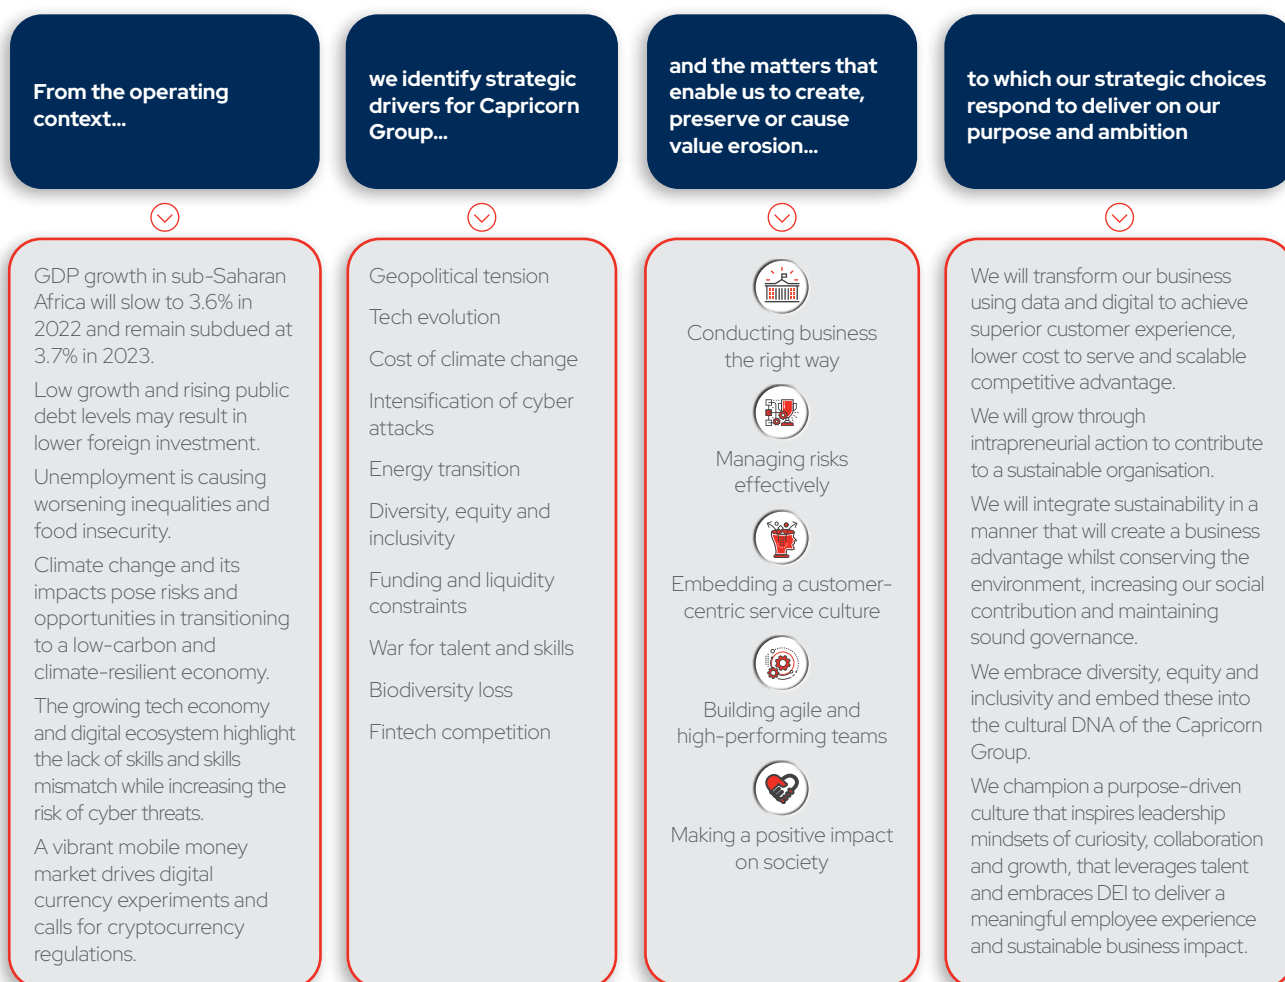 From the operating
context...
we identify strategic
drivers for Capricorn
Group...
and the matters that
enable us to create,
preserve or cause
value erosion...
to which our strategic choices
respond to deliver on our
purpose and ambition
GDP growth in sub-Saharan
Africa will slow to 3.6% in
2022 and remain subdued at
3.7% in 2023.
Low growth and rising public
debt levels may result in
lower foreign investment.
Unemployment is causing
worsening inequalities and
food insecurity.
Climate change and its
impacts pose risks and
opportunities in transitioning
to a low-carbon and
climate-resilient economy.
The growing tech economy
and digital ecosystem highlight
the lack of skills and skills
mismatch while increasing the
risk of cyber threats.
A vibrant mobile money
market drives digital
currency experiments and
calls for cryptocurrency
regulations.
Geopolitical tension
Tech evolution
Cost of climate change
Intensification of cyber
attacks
Energy transition
Diversity, equity and
inclusivity
Funding and liquidity
constraints
War for talent and skills
Biodiversity loss
Fintech competition
Conducting business
the right way
Managing risks
effectively
Embedding a customer-
centric service culture
Building agile and
high-performing teams
Making a positive impact
on society
We will transform our business
using data and digital to achieve
superior customer experience,
lower cost to serve and scalable
competitive advantage.
We will grow through
intrapreneurial action to contribute
to a sustainable organisation.
We will integrate sustainability in a
manner that will create a business
advantage whilst conserving the
environment, increasing our social
contribution and maintaining
sound governance.
We embrace diversity, equity and
inclusivity and embed these into
the cultural DNA of the Capricorn
Group.
We champion a purpose-driven
culture that inspires leadership
mindsets of curiosity, collaboration
and growth, that leverages talent
and embraces DEI to deliver a
meaningful employee experience
and sustainable business impact.